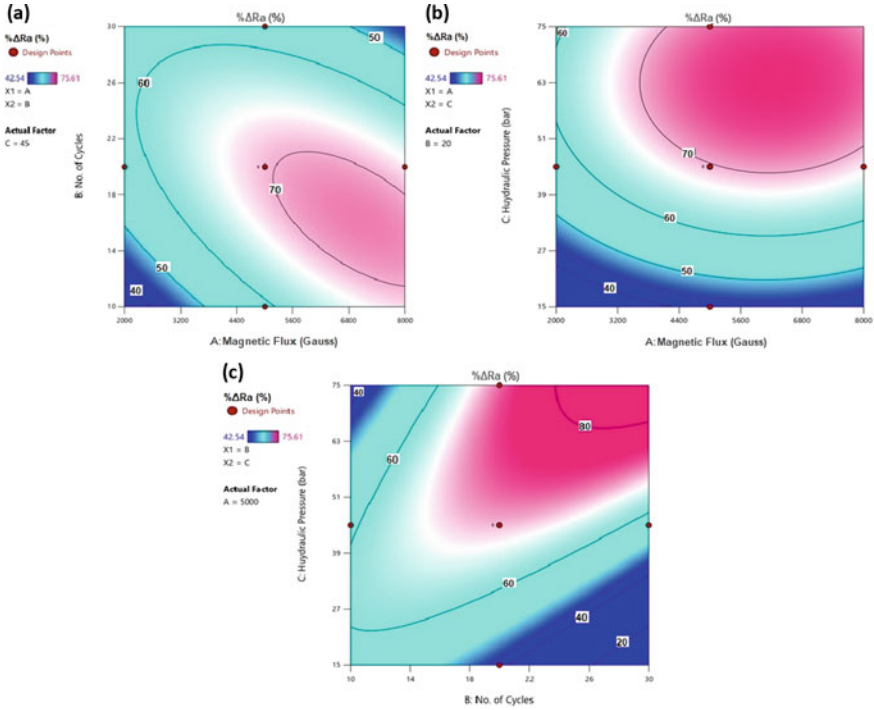 (a)
%ΔRa (%)
%ΔRa (%)
Design Points
42.54 75.61
X1 = A
X2 = B
Actual Factor
C = 45
B: No. of Cycles
30
26
22
18
14
10
50
60
70
50
40
2000 3200 4400 5600 6800 8000
A: Magnetic Flux (Gauss)
(b)
%ΔRa (%)
%ΔRa (%)
Design Points
42.54 75.61
X1 = A
X2 = C
Actual Factor
B = 20
C: Huydraulic Pressure (bar)
75
63
51
39
27
15
60
70
60
50
40
2000 3200 4400 5600 6800 8000
A: Magnetic Flux (Gauss)
(c)
%ΔRa (%)
%ΔRa (%)
Design Points
42.54 75.61
X1 = B
X2 = C
Actual Factor
A = 5000
C: Huydraulic Pressure (bar)
75
63
51
39
27
15
40
80
60
60
40
20
10 14 18 22 26 30
B: No. of Cycles